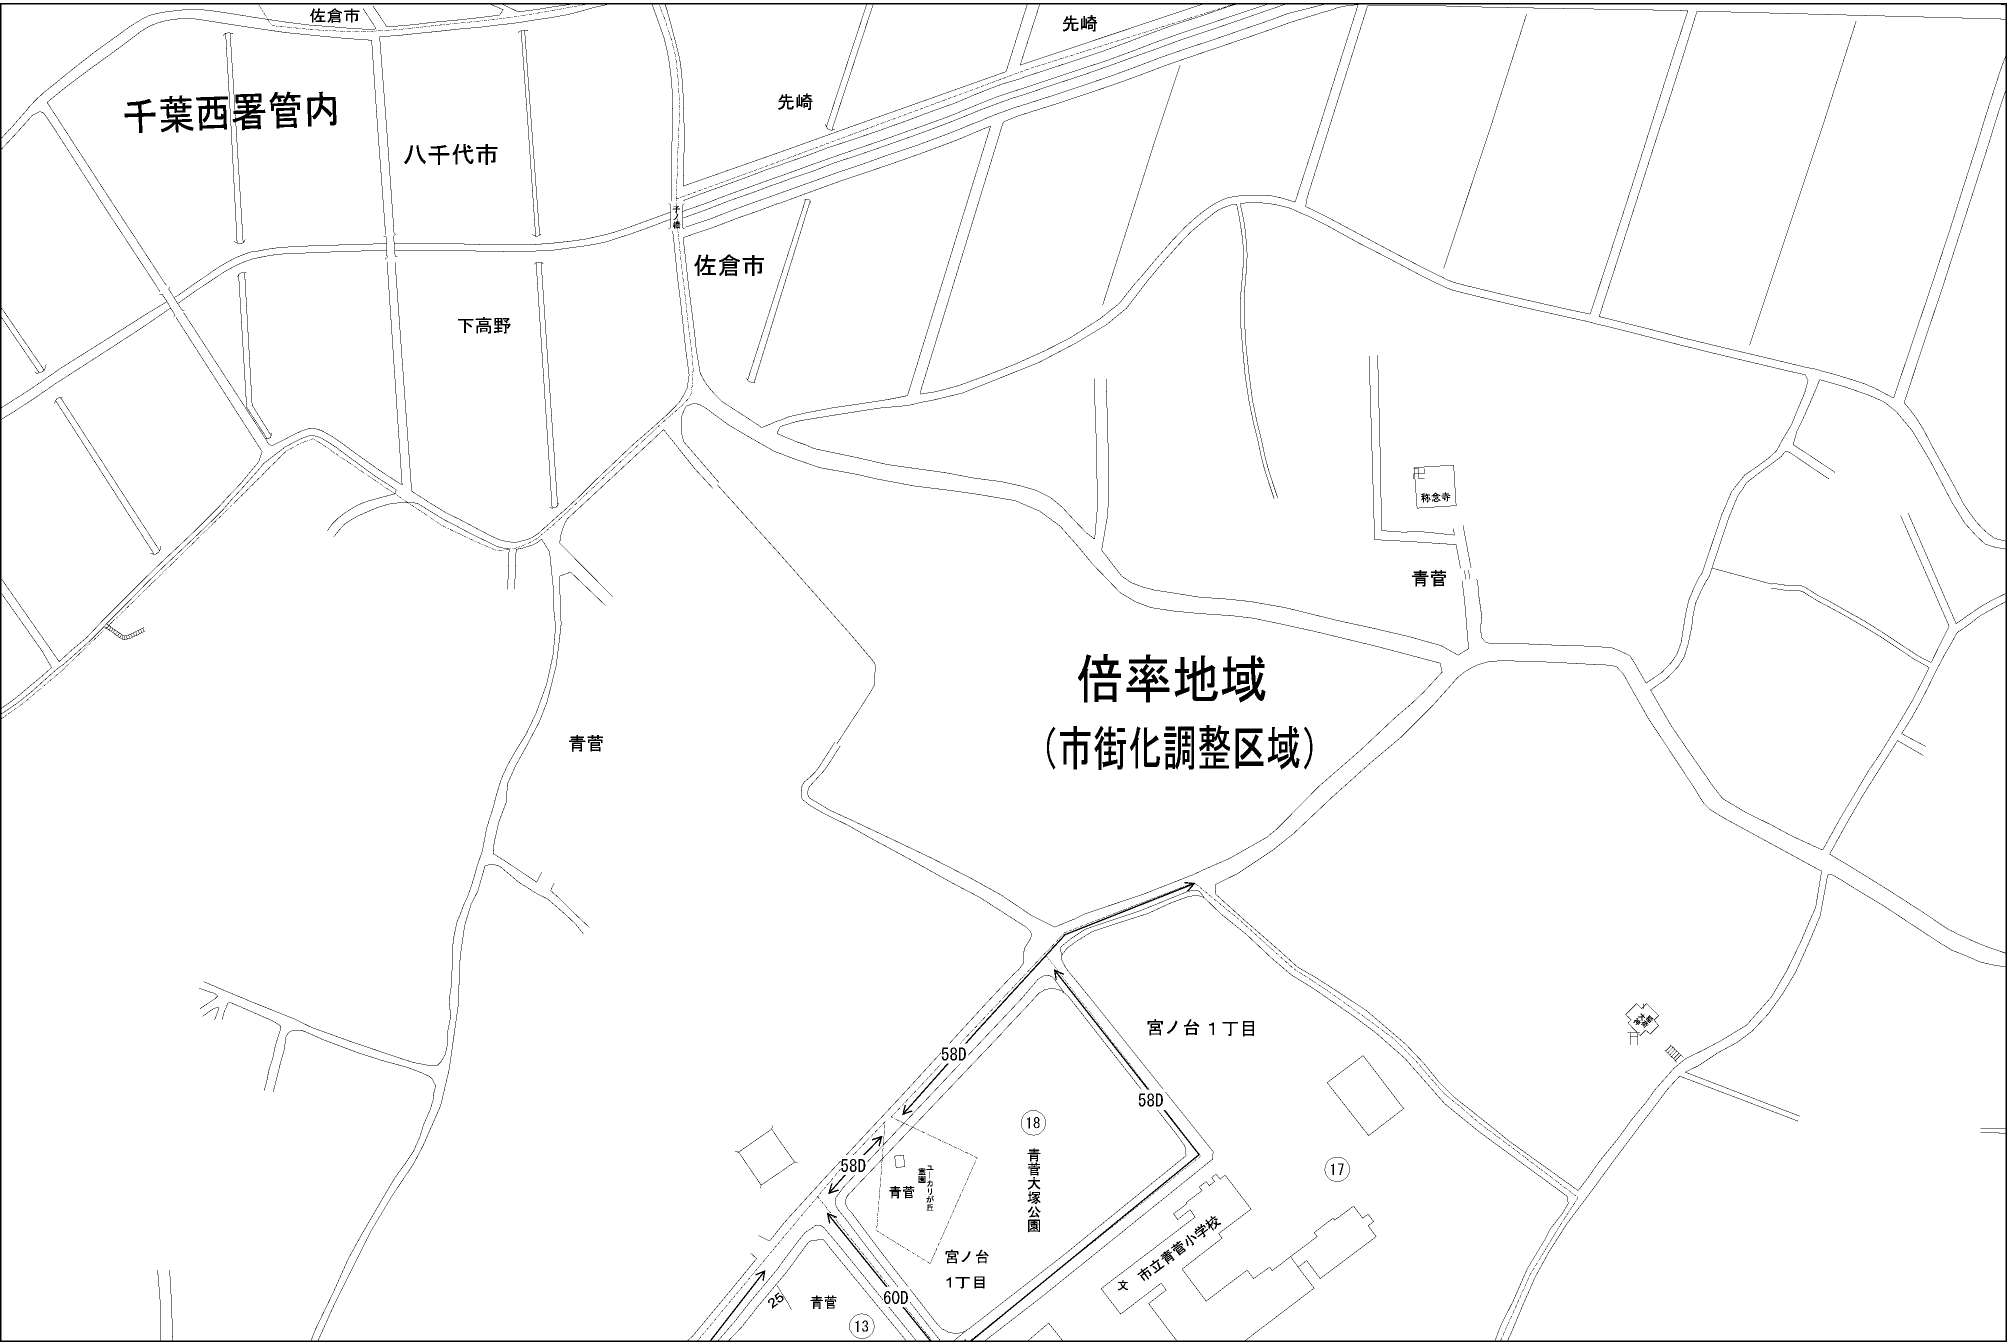 佐倉市
先崎
千葉西署管内
先崎
八千代市
子ノ橋
佐倉市
下高野
称念寺
青菅
倍率地域
（市街化調整区域）
青菅
宮ノ台１丁目
58D
58D
⑱
青菅大塚公園
58D
⑰
ユーカリが丘
霊園
青菅
市立青菅小学校
文
宮ノ台
１丁目
60D
25
青菅
⑬